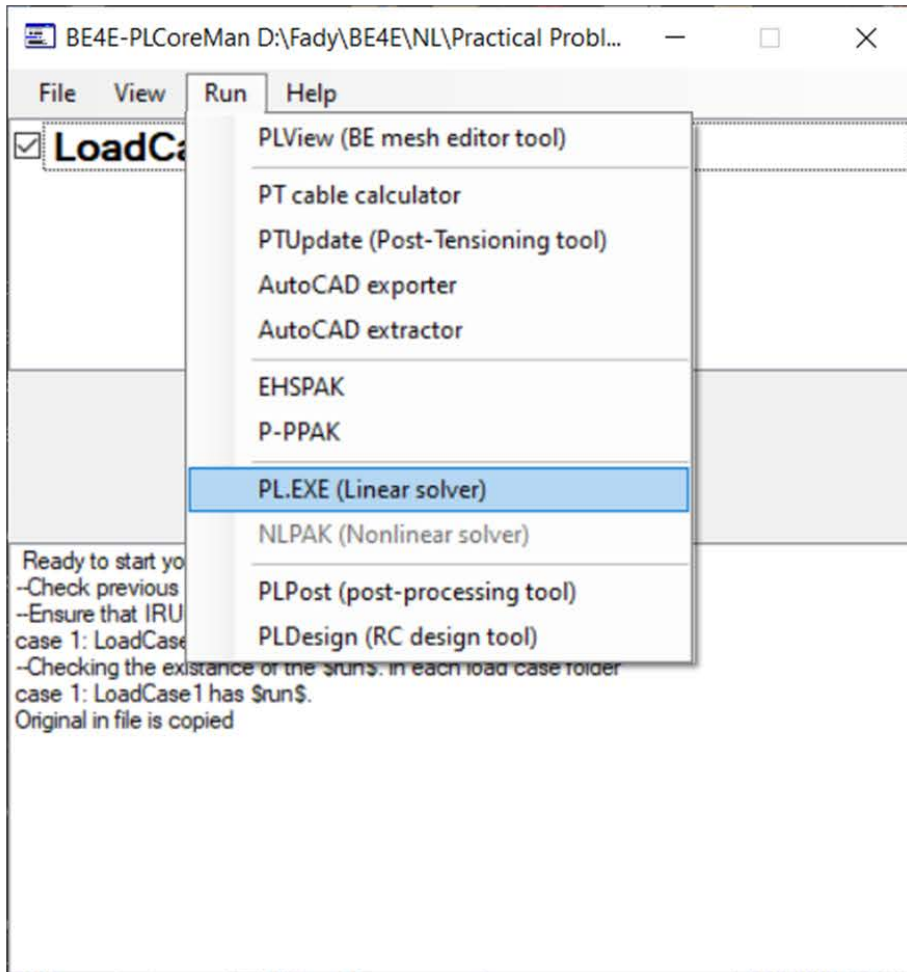 BE4E-PLCoreMan D:\Fady\BE4E\NL\Practical Probl...
File View Run Help
LoadCa
PLView (BE mesh editor tool)
PT cable calculator
PTUpdate (Post-Tensioning tool)
AutoCAD exporter
AutoCAD extractor
EHSPAK
P-PPAK
PL.EXE (Linear solver)
NLPAK (Nonlinear solver)
PLPost (post-processing tool)
PLDesign (RC design tool)
Ready to start yo
--Check previous
--Ensure that IRU
case 1: LoadCase
--Checking the existance of the $run$. in each load case folder
case 1: LoadCase1 has $run$.
Original in file is copied